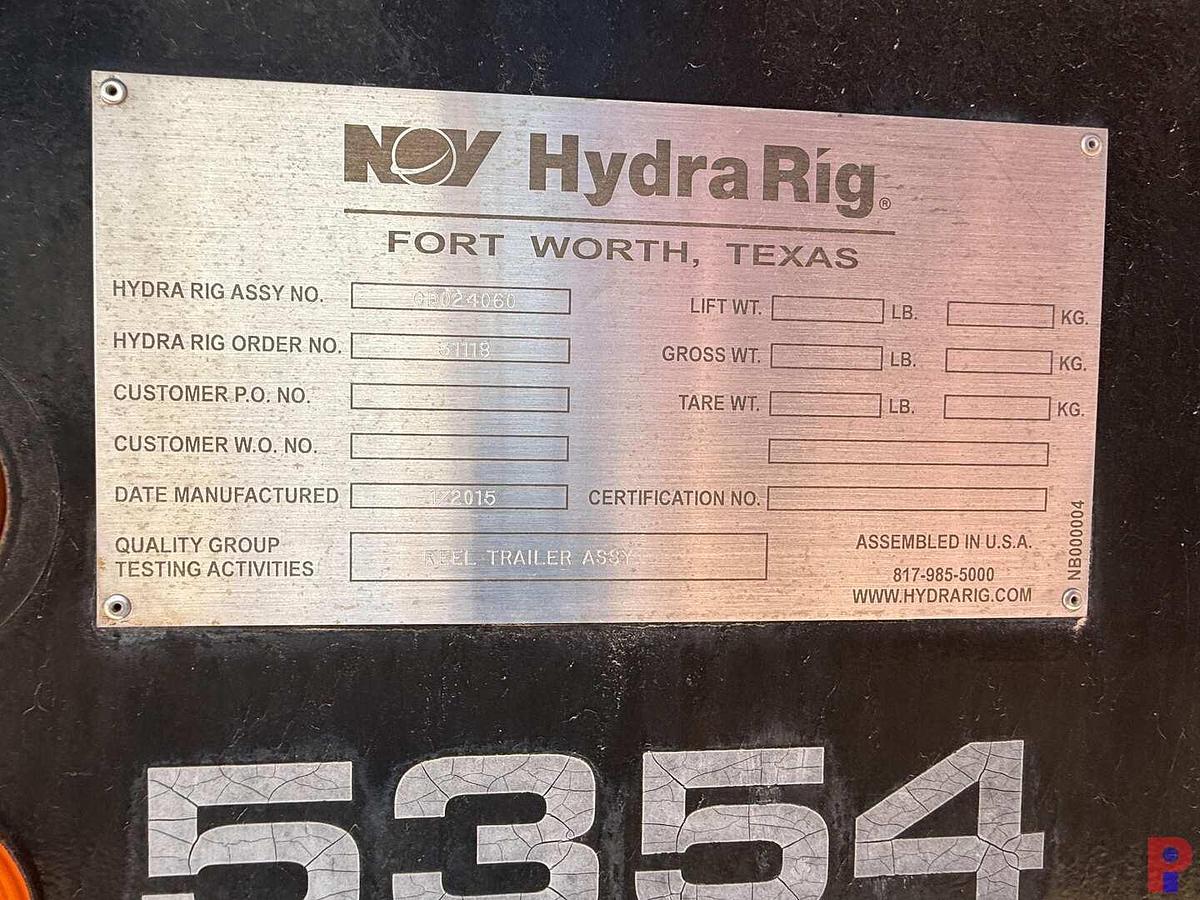 NOV HydraRig®
FORT WORTH, TEXAS
HYDRA RIG ASSY NO.
HYDRA RIG ORDER NO.
CUSTOMER P.O. NO.
CUSTOMER W.O. NO.
DATE MANUFACTURED 122015
QUALITY GROUP
TESTING ACTIVITIES
REEL TRAILER ASSY
LIFT WT. LB. KG.
GROSS WT. LB. KG.
TARE WT. LB. KG.
CERTIFICATION NO.
ASSEMBLED IN U.S.A.
817-985-5000
WWW.HYDRARIG.COM
NB000004
5354